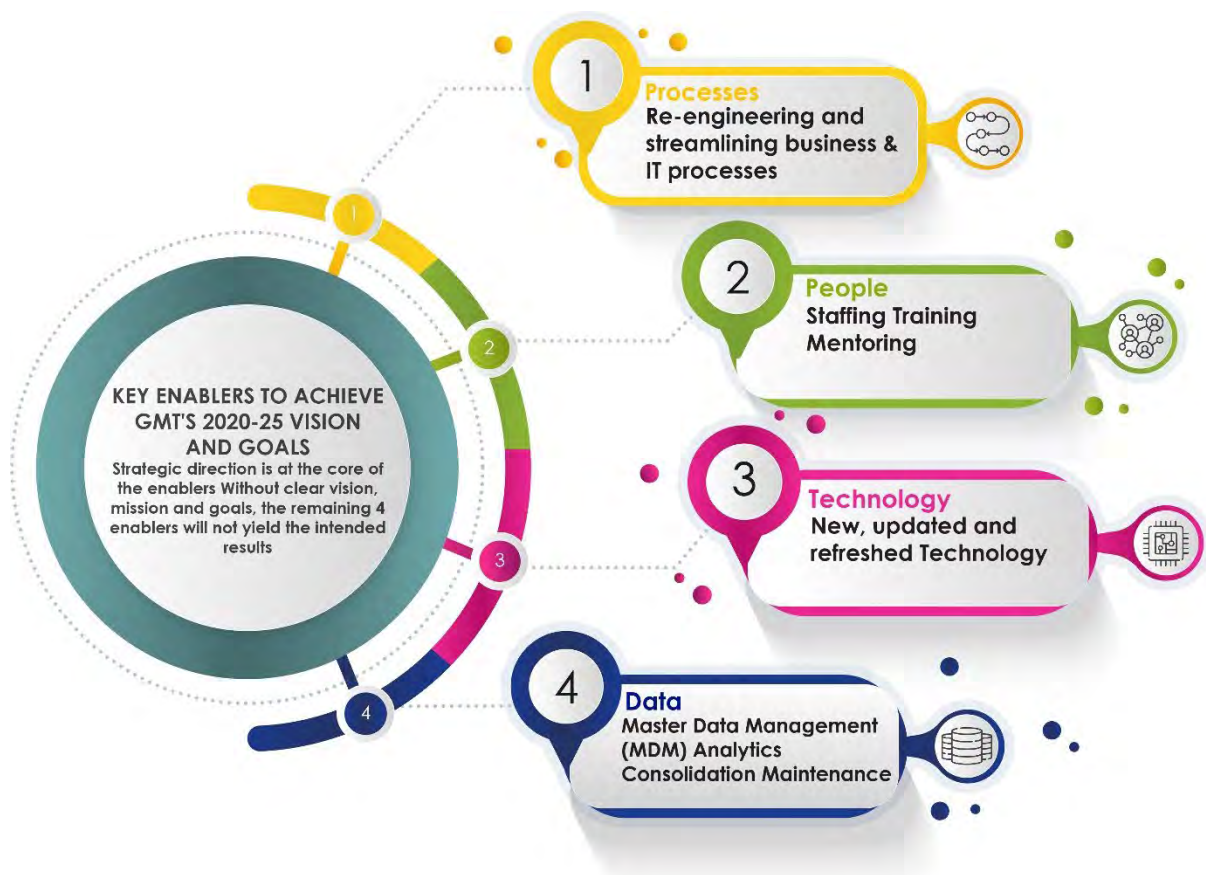 KEY ENABLERS TO ACHIEVE
GMT'S 2020-25 VISION
AND GOALS
Strategic direction is at the core of
the enablers Without clear vision,
mission and goals, the remaining 4
enablers will not yield the intended
results
1
2
3
4
1
Processes
Re-engineering and
streamlining business &
IT processes
2
People
Staffing Training
Mentoring
3
Technology
New, updated and
refreshed Technology
4
Data
Master Data Management
(MDM) Analytics
Consolidation Maintenance